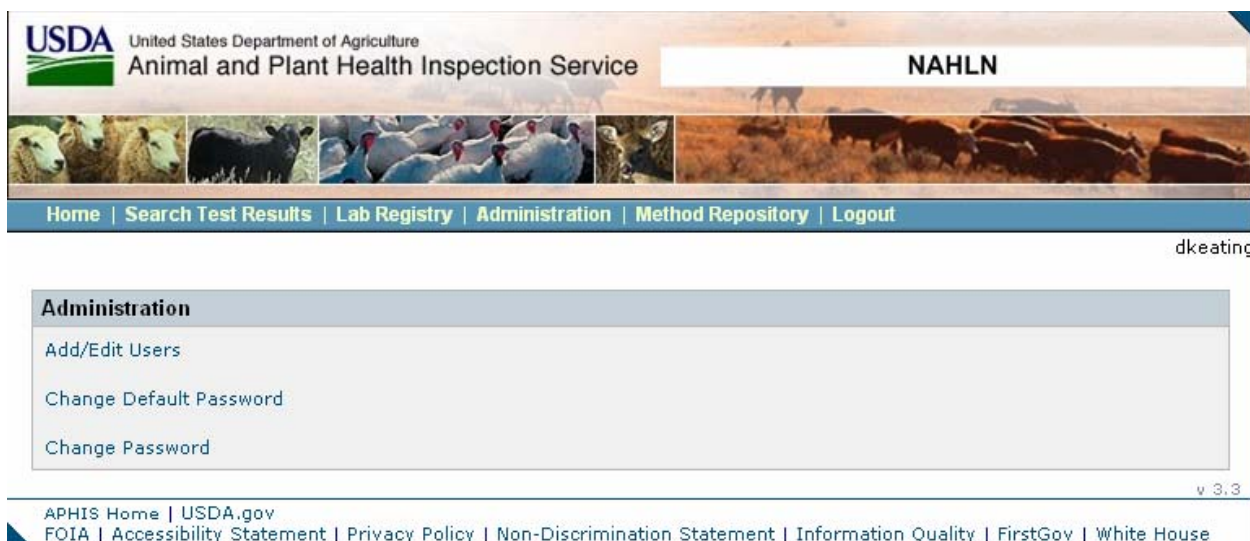 USDA United States Department of Agriculture
Animal and Plant Health Inspection Service
NAHLN
Home | Search Test Results | Lab Registry | Administration | Method Repository | Logout
dkeating
Administration
Add/Edit Users
Change Default Password
Change Password
v 3.3
APHIS Home | USDA.gov
FOIA | Accessibility Statement | Privacy Policy | Non-Discrimination Statement | Information Quality | FirstGov | White House